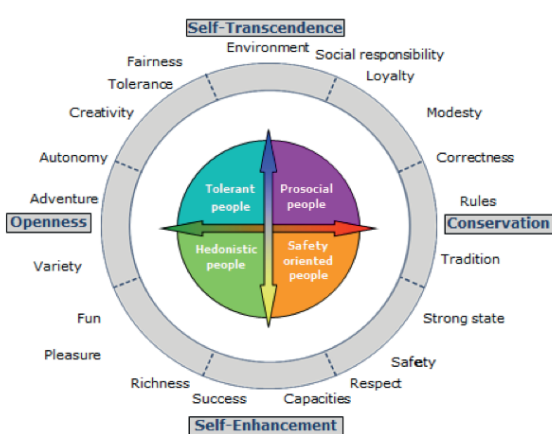 Self-Transcendence
Environment
Social responsibility
Fairness
Loyalty
Tolerance
Creativity
Modesty
Autonomy
Correctness
Tolerant
people
Prosocial
people
Adventure
Rules
Openness
Conservation
Hedonistic
people
Safety
oriented
people
Variety
Tradition
Fun
Strong state
Pleasure
Safety
Richness
Respect
Success
Capacities
Self-Enhancement